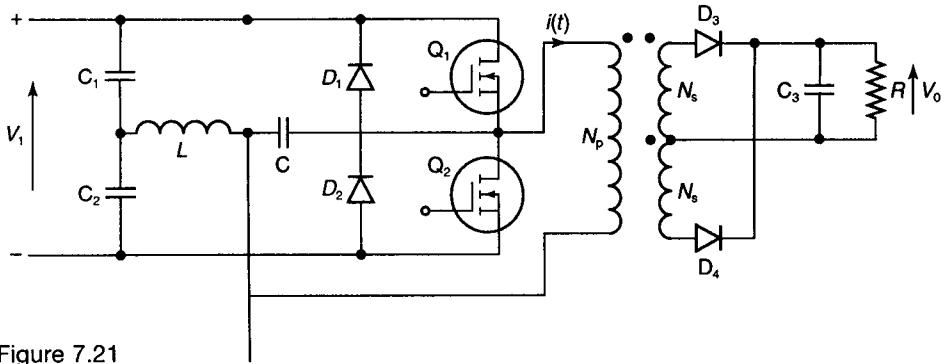 +
C₁
V₁
L
C
C₂
−
D₁
D₂
Q₁
Q₂
i(t)
Nₚ
Nₛ
Nₛ
D₃
D₄
C₃
R
Vₒ
Figure 7.21